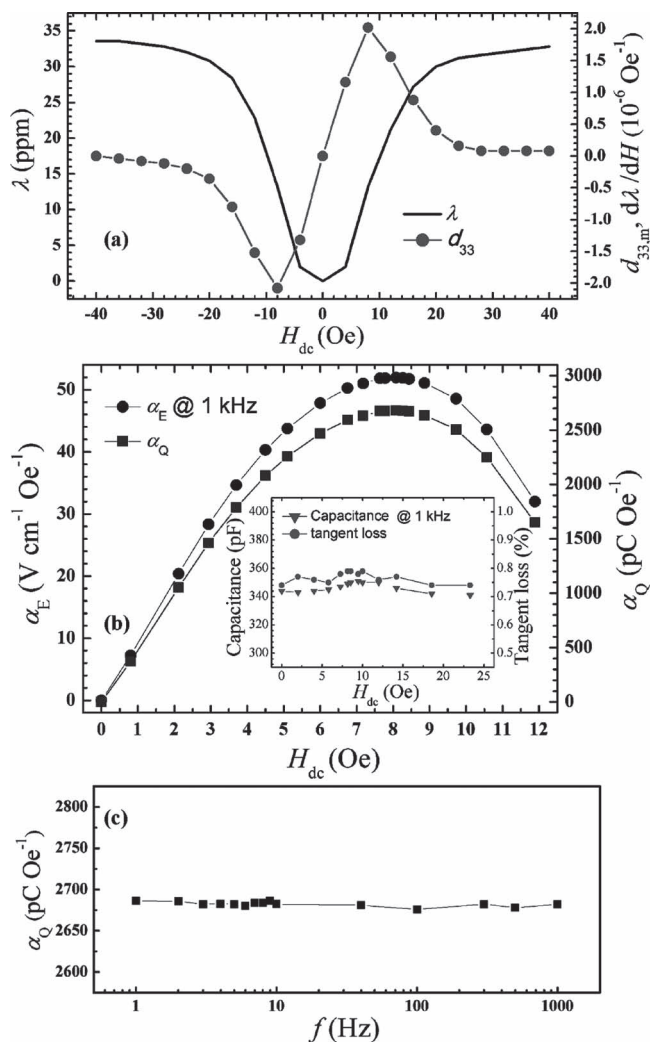 (a)
λ (ppm)
35
30
25
20
15
10
5
0
2.0
1.5
1.0
0.5
0.0
-0.5
-1.0
-1.5
-2.0
d33,m, dλ/dH (10⁻⁶ Oe⁻¹)
λ
d33
-40 -30 -20 -10 0 10 20 30 40
Hdc (Oe)
(b)
αE (V cm⁻¹ Oe⁻¹)
50
40
30
20
10
0
αE @ 1 kHz
αQ
3000
2500
2000
1500
1000
500
0
αQ (pC Oe⁻¹)
Capacitance (pF)
400
380
360
340
320
300
Capacitance @ 1 kHz
tangent loss
1.0
0.9
0.8
0.7
0.6
0.5
Tangent loss (%)
0 5 10 15 20 25
Hdc (Oe)
0 1 2 3 4 5 6 7 8 9 10 11 12
Hdc (Oe)
(c)
αQ (pC Oe⁻¹)
2800
2750
2700
2650
2600
1 10 100 1000
f (Hz)